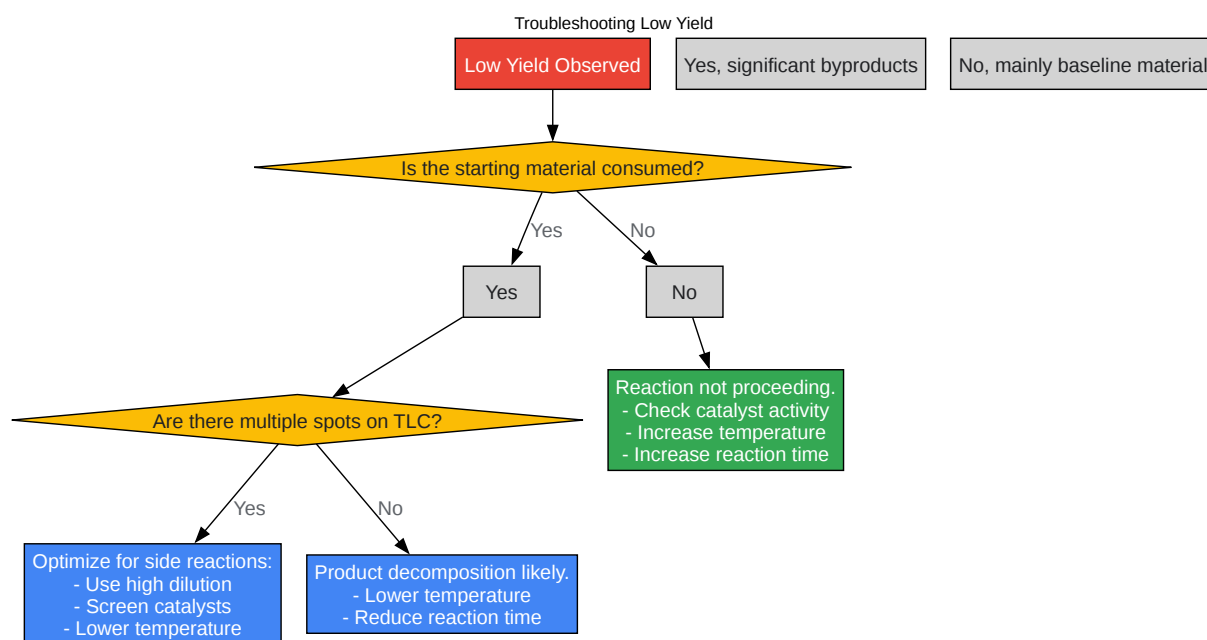 Troubleshooting Low Yield
Low Yield Observed
Yes, significant byproducts
No, mainly baseline material
Is the starting material consumed?
Yes
No
Yes
No
Reaction not proceeding.
- Check catalyst activity
- Increase temperature
- Increase reaction time
Are there multiple spots on TLC?
Yes
No
Optimize for side reactions:
- Use high dilution
- Screen catalysts
- Lower temperature
Product decomposition likely.
- Lower temperature
- Reduce reaction time